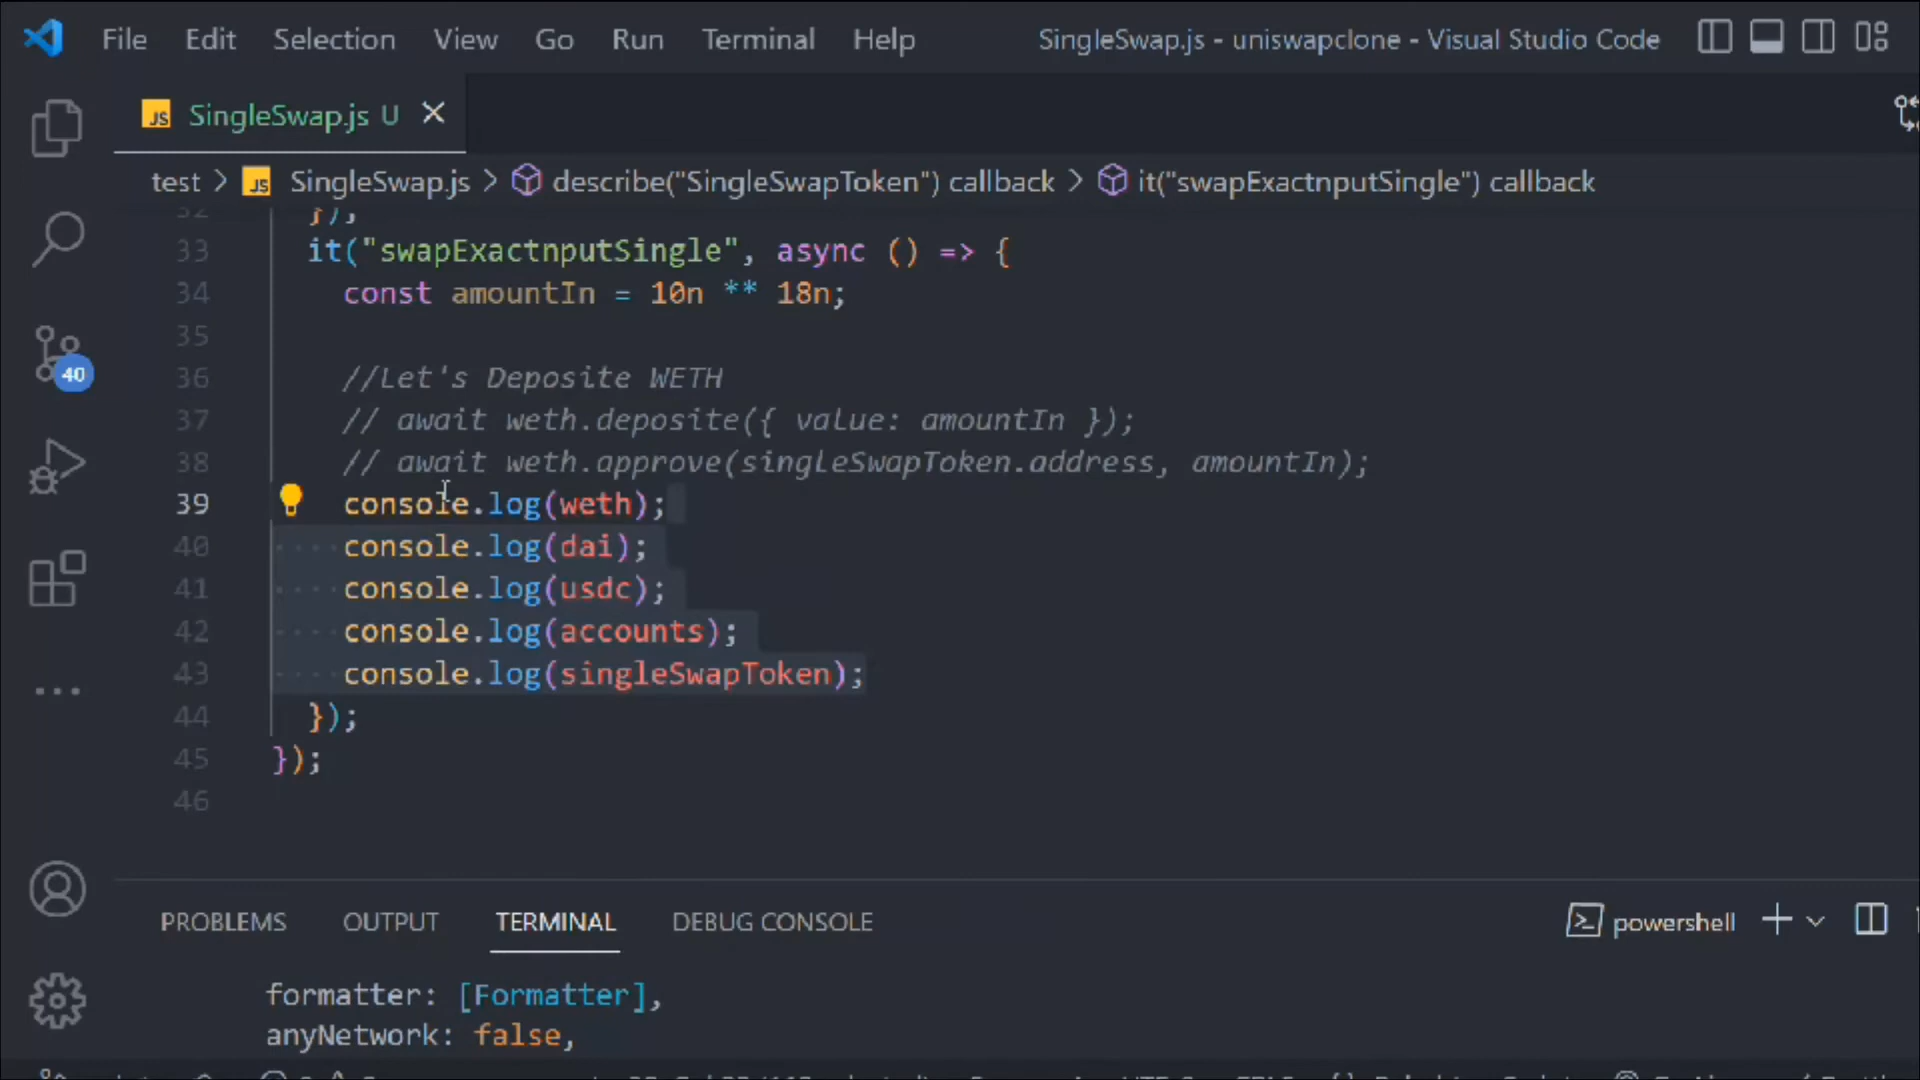 File Edit Selection View Go Run Terminal Help SingleSwap.js - uniswapclone - Visual Studio Code
JS SingleSwap.js U
test > JS SingleSwap.js > describe("SingleSwapToken") callback > it("swapExactnputSingle") callback
32 });
33 it("swapExactnputSingle", async () => {
34 const amountIn = 10n ** 18n;
35
36 //Let's Deposite WETH
37 // await weth.deposite({ value: amountIn });
38 // await weth.approve(singleSwapToken.address, amountIn);
39 console.log(weth);
40 console.log(dai);
41 console.log(usdc);
42 console.log(accounts);
43 console.log(singleSwapToken);
44 });
45 });
46
40
PROBLEMS OUTPUT TERMINAL DEBUG CONSOLE powershell
formatter: [Formatter],
anyNetwork: false,